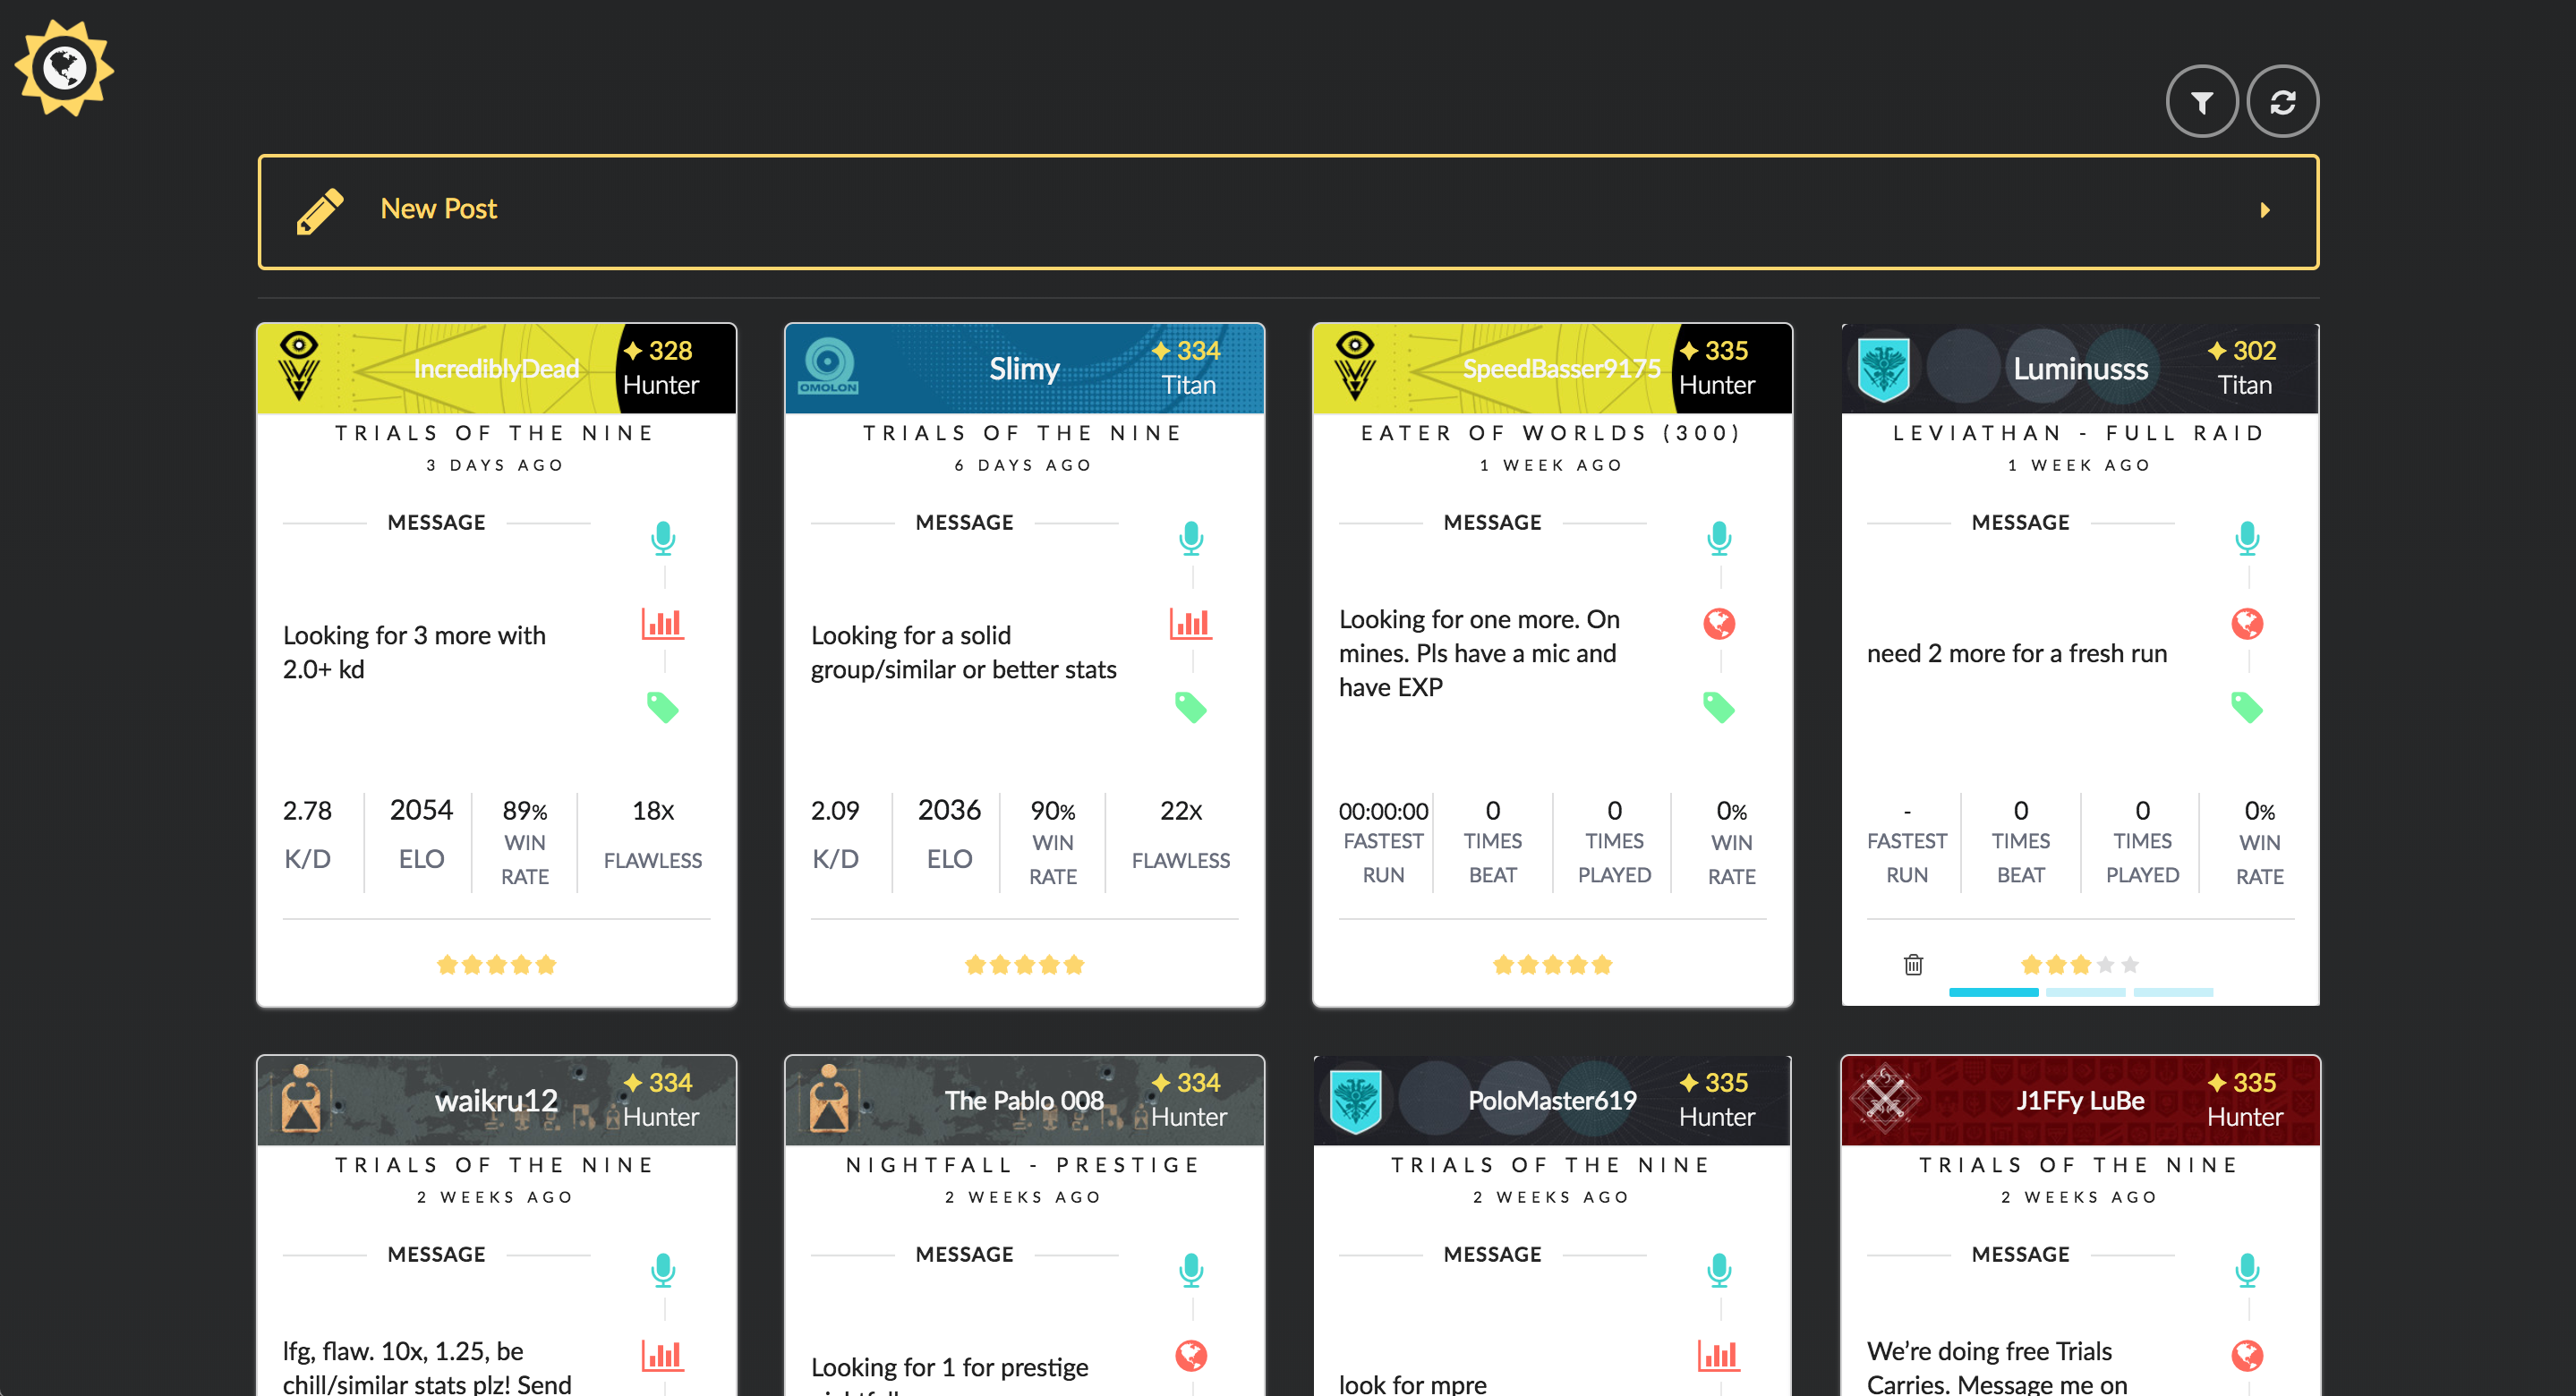 New Post
IncrediblyDead
328
Hunter
TRIALS OF THE NINE
3 DAYS AGO
MESSAGE
Looking for 3 more with
2.0+ kd
2.78
K/D
2054
ELO
89%
WIN
RATE
18X
FLAWLESS
OMOLON
Slimy
334
Titan
TRIALS OF THE NINE
6 DAYS AGO
MESSAGE
Looking for a solid
group/similar or better stats
2.09
K/D
2036
ELO
90%
WIN
RATE
22X
FLAWLESS
SpeedBasser9175
335
Hunter
EATER OF WORLDS (300)
1 WEEK AGO
MESSAGE
Looking for one more. On
mines. Pls have a mic and
have EXP
00:00:00
FASTEST
RUN
0
TIMES
BEAT
0
TIMES
PLAYED
0%
WIN
RATE
Luminusss
302
Titan
LEVIATHAN - FULL RAID
1 WEEK AGO
MESSAGE
need 2 more for a fresh run
-
FASTEST
RUN
0
TIMES
BEAT
0
TIMES
PLAYED
0%
WIN
RATE
waikru12
334
Hunter
TRIALS OF THE NINE
2 WEEKS AGO
MESSAGE
lfg, flaw. 10x, 1.25, be
chill/similar stats plz! Send
The Pablo 008
334
Hunter
NIGHTFALL - PRESTIGE
2 WEEKS AGO
MESSAGE
Looking for 1 for prestige
PoloMaster619
335
Hunter
TRIALS OF THE NINE
2 WEEKS AGO
MESSAGE
look for mpre
J1FFy LuBe
335
Hunter
TRIALS OF THE NINE
2 WEEKS AGO
MESSAGE
We're doing free Trials
Carries. Message me on